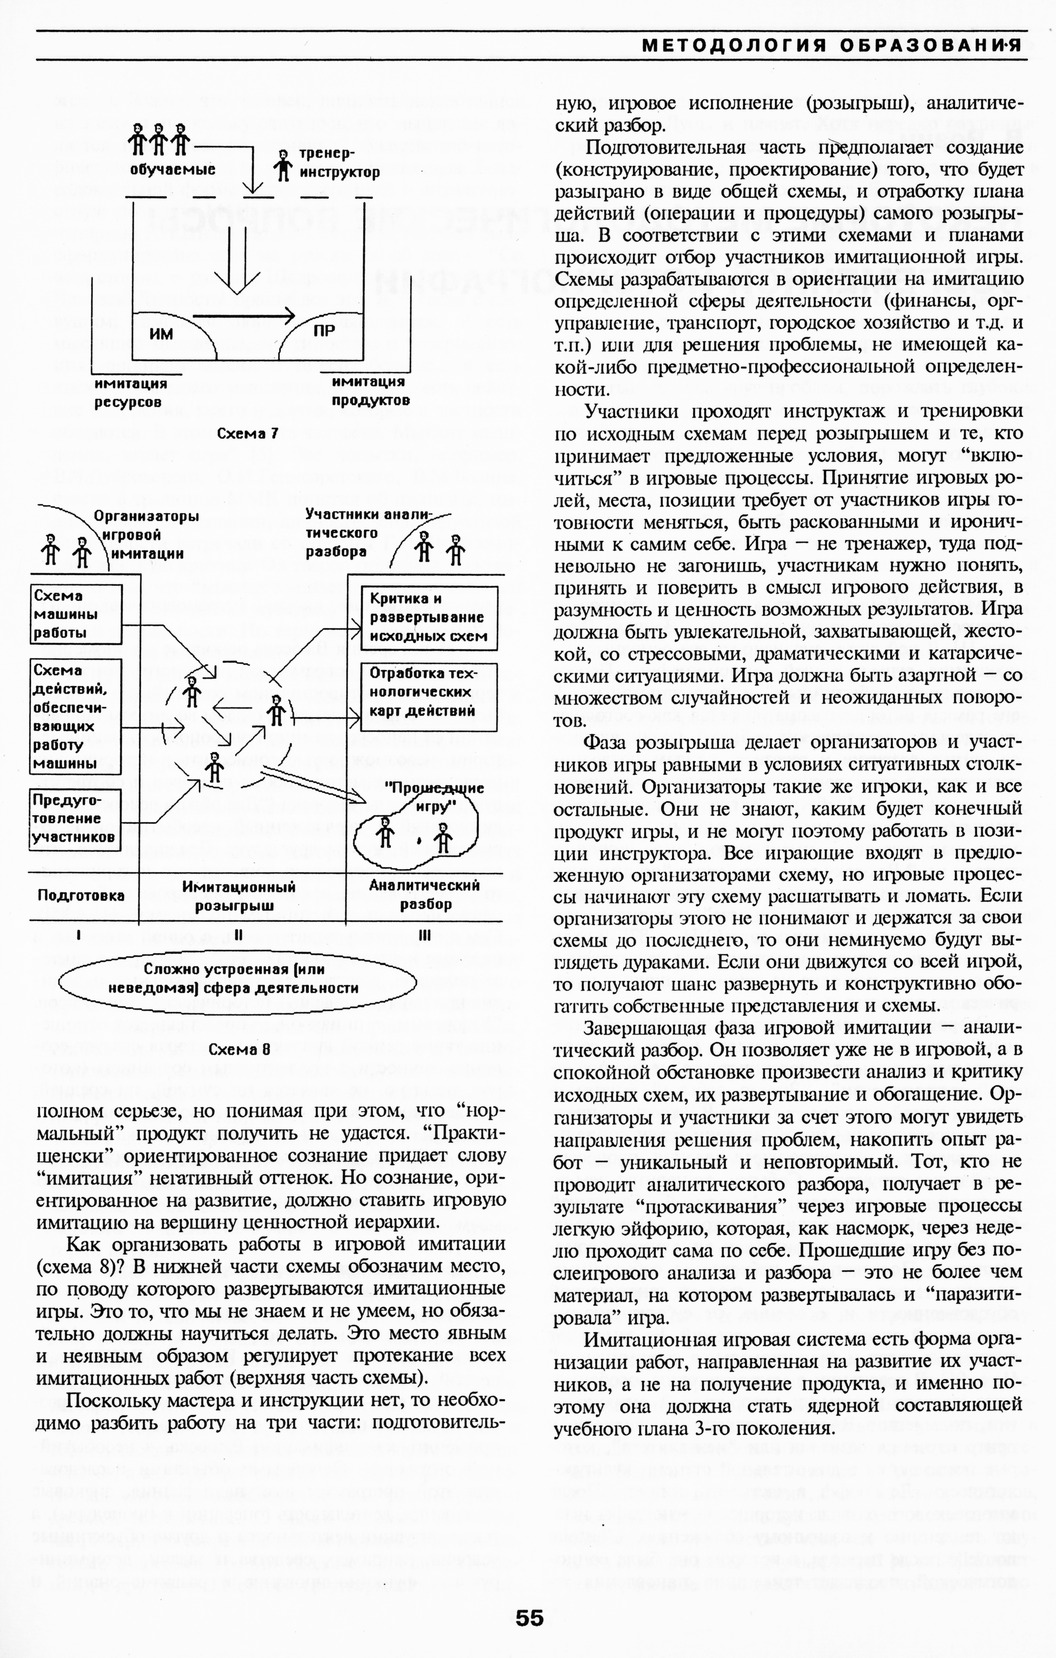 МЕТОДОЛОГИЯ ОБРАЗОВАНИЯ
обучаемые
тренер-
инструктор
ИМ
ПР
имитация
ресурсов
имитация
продуктов
Схема 7
Организаторы
игровой
имитации
Участники анали-
тического
разбора
Схема
машины
работы
Критика и
развертывание
исходных схем
Схема
действий,
обеспечи-
вающих
работу
машины
Отработка тех-
нологических
карт действий
Предуго-
товление
участников
"Прошедшие
игру"
Подготовка
Имитационный
розыгрыш
Аналитический
разбор
I
II
III
Сложно устроенная (или
неведомая) сфера деятельности
Схема 8
полном серьезе, но понимая при этом, что “нор-
мальный” продукт получить не удастся. “Практи-
щенски” ориентированное сознание придает слову
“имитация” негативный оттенок. Но сознание, ори-
ентированное на развитие, должно ставить игровую
имитацию на вершину ценностной иерархии.
Как организовать работы в игровой имитации
(схема 8)? В нижней части схемы обозначим место,
по поводу которого развертываются имитационные
игры. Это то, что мы не знаем и не умеем, но обяза-
тельно должны научиться делать. Это место явным
и неявным образом регулирует протекание всех
имитационных работ (верхняя часть схемы).
Поскольку мастера и инструкции нет, то необхо-
димо разбить работу на три части: подготовитель-
ную, игровое исполнение (розыгрыш), аналитиче-
ский разбор.
Подготовительная часть предполагает создание
(конструирование, проектирование) того, что будет
разыграно в виде общей схемы, и отработку плана
действий (операции и процедуры) самого розыгры-
ша. В соответствии с этими схемами и планами
происходит отбор участников имитационной игры.
Схемы разрабатываются в ориентации на имитацию
определенной сферы деятельности (финансы, орг-
управление, транспорт, городское хозяйство и т.д. и
т.п.) или для решения проблемы, не имеющей ка-
кой-либо предметно-профессиональной определен-
ности.
Участники проходят инструктаж и тренировки
по исходным схемам перед розыгрышем и те, кто
принимает предложенные условия, могут “вклю-
читься” в игровые процессы. Принятие игровых ро-
лей, места, позиции требует от участников игры го-
товности меняться, быть раскованными и иронич-
ными к самим себе. Игра — не тренажер, туда под-
невольно не загонишь, участникам нужно понять,
принять и поверить в смысл игрового действия, в
разумность и ценность возможных результатов. Игра
должна быть увлекательной, захватывающей, жесто-
кой, со стрессовыми, драматическими и катарсиче-
скими ситуациями. Игра должна быть азартной — со
множеством случайностей и неожиданных поворо-
тов.
Фаза розыгрыша делает организаторов и участ-
ников игры равными в условиях ситуативных столк-
новений. Организаторы такие же игроки, как и все
остальные. Они не знают, каким будет конечный
продукт игры, и не могут поэтому работать в пози-
ции инструктора. Все играющие входят в предло-
женную организаторами схему, но игровые процес-
сы начинают эту схему расшатывать и ломать. Если
организаторы этого не понимают и держатся за свои
схемы до последнего, то они неминуемо будут вы-
глядеть дураками. Если они движутся со всей игрой,
то получают шанс развернуть и конструктивно обо-
гатить собственные представления и схемы.
Завершающая фаза игровой имитации — анали-
тический разбор. Он позволяет уже не в игровой, а в
спокойной обстановке произвести анализ и критику
исходных схем, их развертывание и обогащение. Ор-
ганизаторы и участники за счет этого могут увидеть
направления решения проблем, накопить опыт ра-
бот — уникальный и неповторимый. Тот, кто не
проводит аналитического разбора, получает в ре-
зультате “протаскивания” через игровые процессы
легкую эйфорию, которая, как насморк, через неде-
лю проходит сама по себе. Прошедшие игру без по-
слеигрового анализа и разбора — это не более чем
материал, на котором развертывалась и “паразити-
ровала” игра.
Имитационная игровая система есть форма орга-
низации работ, направленная на развитие их участ-
ников, а не на получение продукта, и именно по-
этому она должна стать ядерной составляющей
учебного плана 3-го поколения.
55